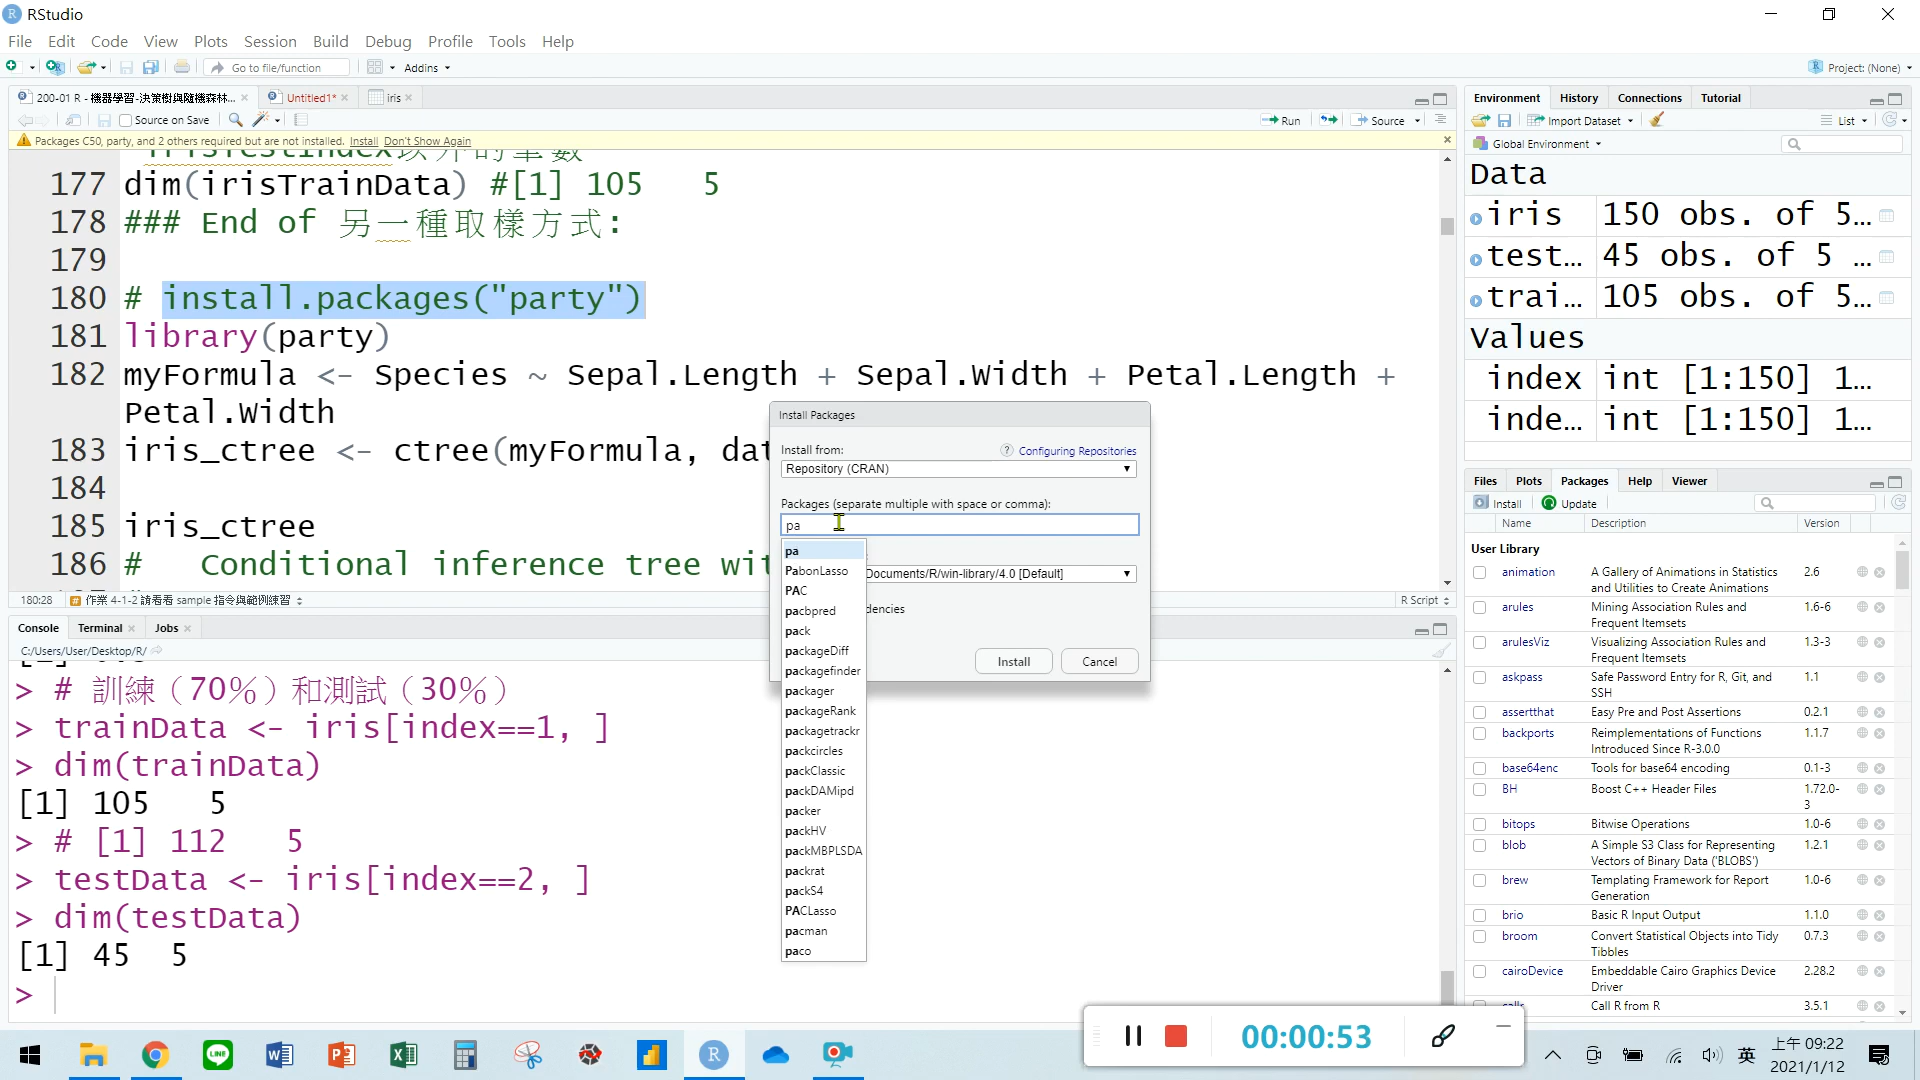 RStudio
File Edit Code View Plots Session Build Debug Profile Tools Help
Go to file/function Addins Project: (None)
200-01 R - 機器學習-決策樹與隨機森林... Untitled1* iris
Source on Save Run Source
Packages C50, party, and 2 others required but are not installed. Install Don't Show Again
177 dim(irisTrainData) #[1] 105 5
178 ### End of 另一種取樣方式:
179
180 # install.packages("party")
181 library(party)
182 myFormula <- Species ~ Sepal.Length + Sepal.Width + Petal.Length +
Petal.Width
183 iris_ctree <- ctree(myFormula, dat
184
185 iris_ctree
186 # Conditional inference tree wit
180:28 作業 4-1-2 請看看 sample 指令與範例練習 R Script
Install Packages
Install from: Configuring Repositories
Repository (CRAN)
Packages (separate multiple with space or comma):
pa
pa
PabonLasso
PAC
pacbpred
pack
packageDiff
packagefinder
packager
packageRank
packagetrackr
packcircles
packClassic
packDAMipd
packer
packHV
packMBPLSDA
packrat
packS4
PACLasso
pacman
paco
Documents/R/win-library/4.0 [Default]
dencies
Install Cancel
Console Terminal Jobs
C:/Users/User/Desktop/R/
> # 訓練（70%）和測試（30%）
> trainData <- iris[index==1, ]
> dim(trainData)
[1] 105 5
> # [1] 112 5
> testData <- iris[index==2, ]
> dim(testData)
[1] 45 5
>
Environment History Connections Tutorial
Import Dataset List
Global Environment
Data
iris 150 obs. of 5...
test... 45 obs. of 5 ...
trai... 105 obs. of 5...
Values
index int [1:150] 1...
inde... int [1:150] 1...
Files Plots Packages Help Viewer
Install Update
Name Description Version
User Library
animation A Gallery of Animations in Statistics and Utilities to Create Animations 2.6
arules Mining Association Rules and Frequent Itemsets 1.6-6
arulesViz Visualizing Association Rules and Frequent Itemsets 1.3-3
askpass Safe Password Entry for R, Git, and SSH 1.1
assertthat Easy Pre and Post Assertions 0.2.1
backports Reimplementations of Functions Introduced Since R-3.0.0 1.1.7
base64enc Tools for base64 encoding 0.1-3
BH Boost C++ Header Files 1.72.0-3
bitops Bitwise Operations 1.0-6
blob A Simple S3 Class for Representing Vectors of Binary Data ('BLOBS') 1.2.1
brew Templating Framework for Report Generation 1.0-6
brio Basic R Input Output 1.1.0
broom Convert Statistical Objects into Tidy Tibbles 0.7.3
cairoDevice Embeddable Cairo Graphics Device Driver 2.28.2
callr Call R from R 3.5.1
00:00:53
英 上午 09:22
2021/1/12